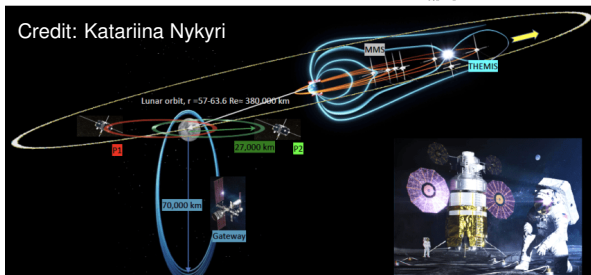 Credit: Katariina Nykyri
MMS
THEMIS
Lunar orbit, r =57-63.6 Re= 380,000 km
P1
27,000 km
P2
70,000 km
Gateway